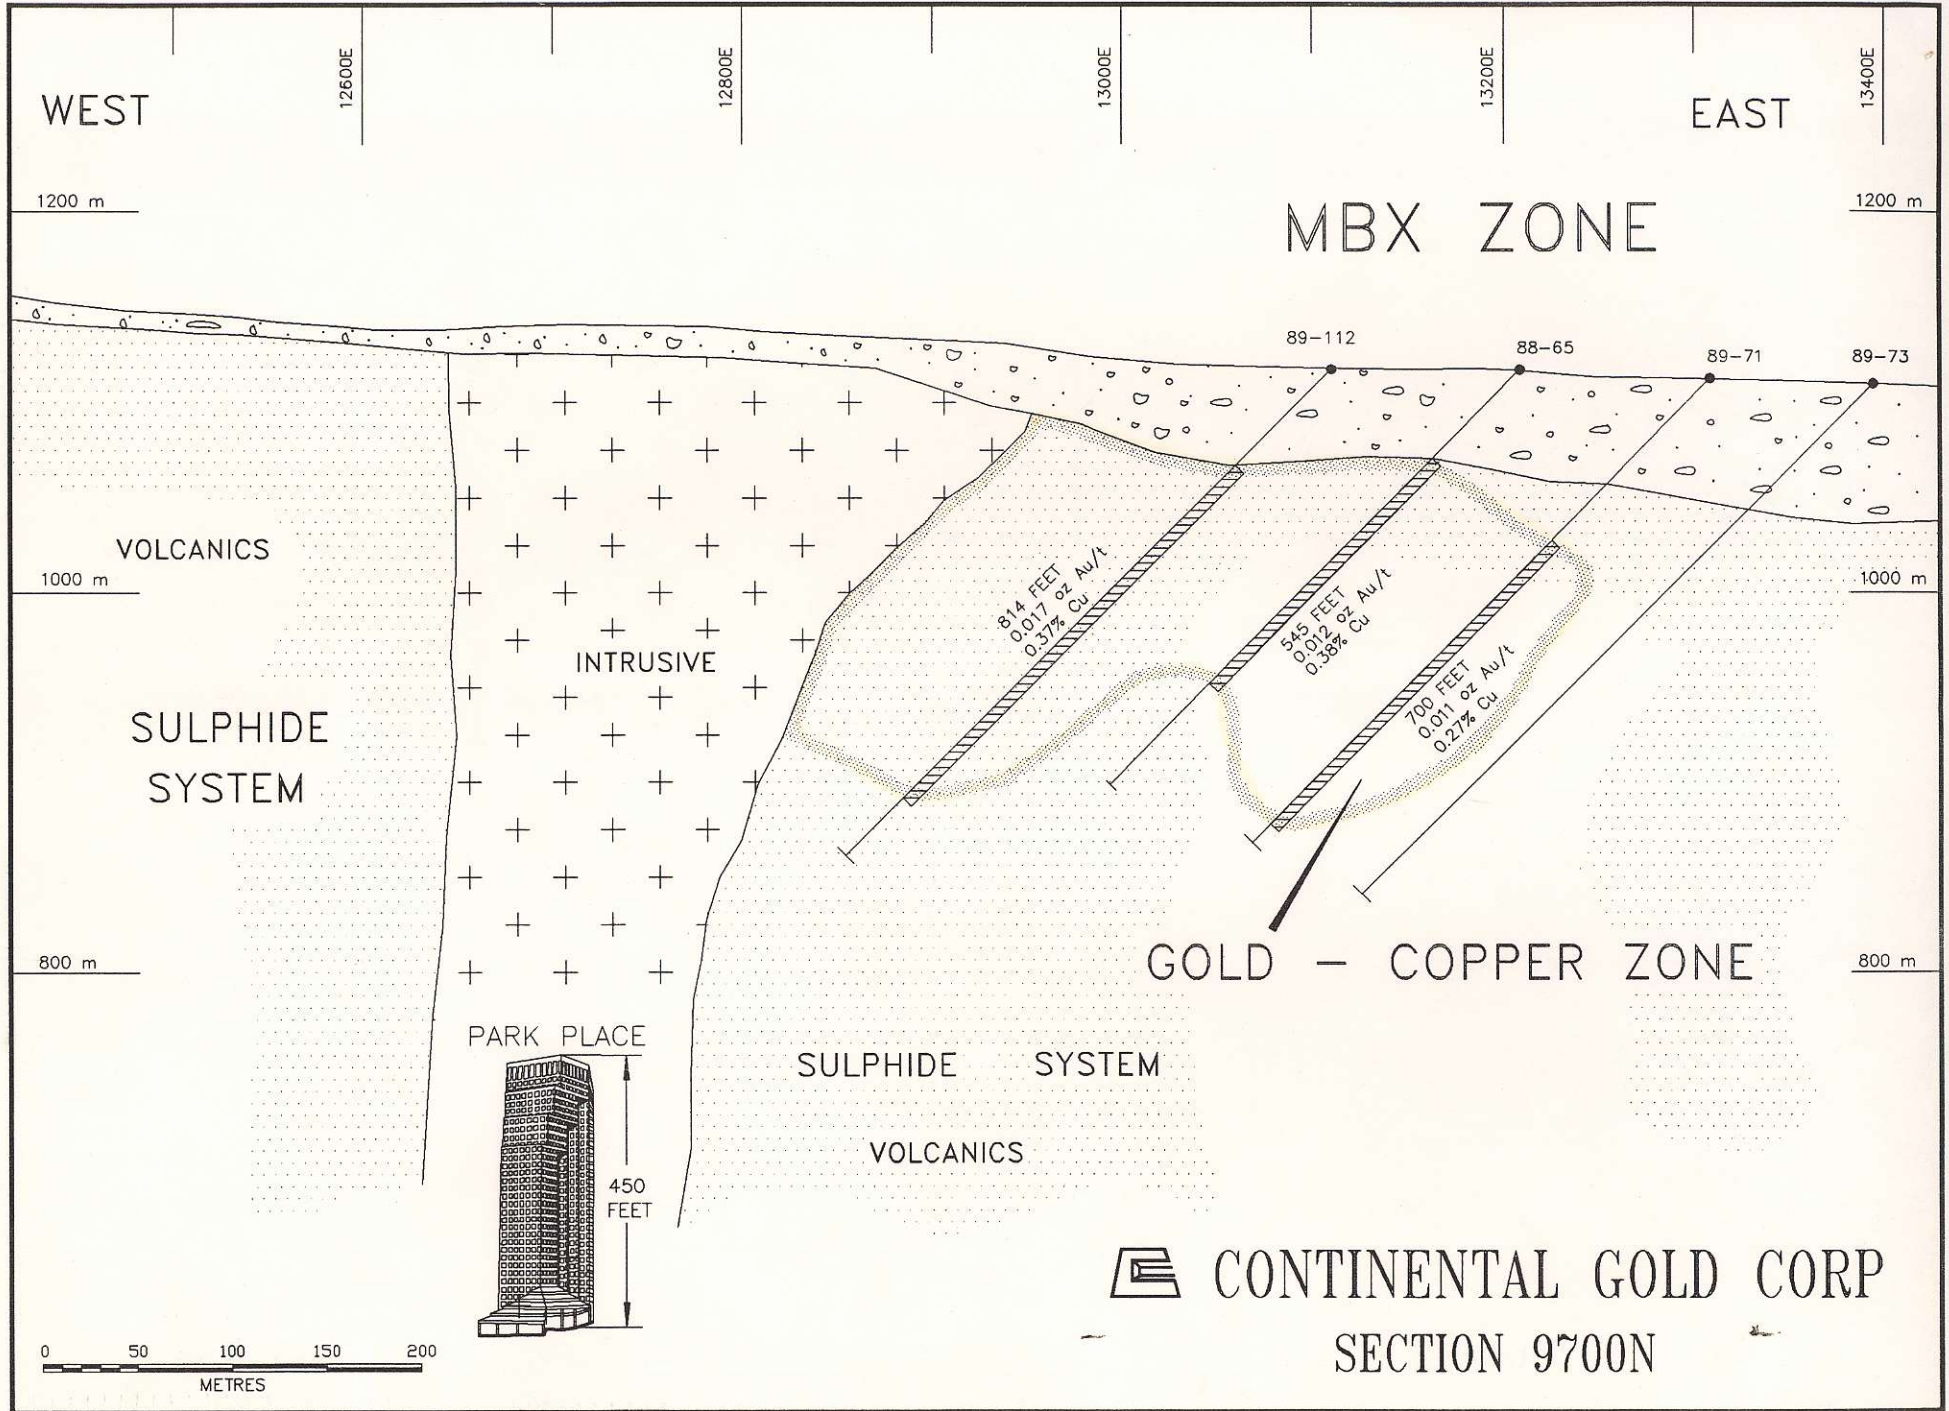 12600E
12800E
13000E
13200E
13400E
WEST
EAST
1200 m
1200 m
MBX ZONE
89-112
88-65
89-71
89-73
VOLCANICS
1000 m
1000 m
814 FEET
0.017 oz Au/t
0.37% Cu
545 FEET
0.012 oz Au/t
0.38% Cu
700 FEET
0.011 oz Au/t
0.27% Cu
INTRUSIVE
SULPHIDE
SYSTEM
GOLD - COPPER ZONE
800 m
800 m
PARK PLACE
SULPHIDE SYSTEM
VOLCANICS
450
FEET
CONTINENTAL GOLD CORP
SECTION 9700N
0 50 100 150 200
METRES